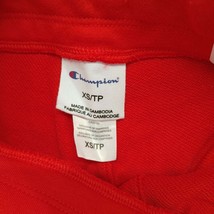 Champion
XS/TP
MADE IN CAMBODIA
FABRIQUÉ AU CAMBODGE
XS/TP